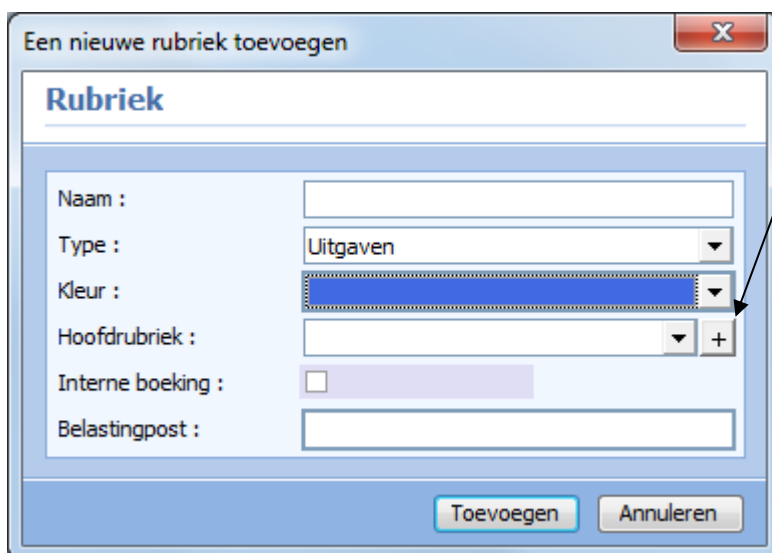 Een nieuwe rubriek toevoegen
Rubriek
Naam :
Type : Uitgaven
Kleur :
Hoofdrubriek : +
Interne boeking :
Belastingpost :
Toevoegen Annuleren